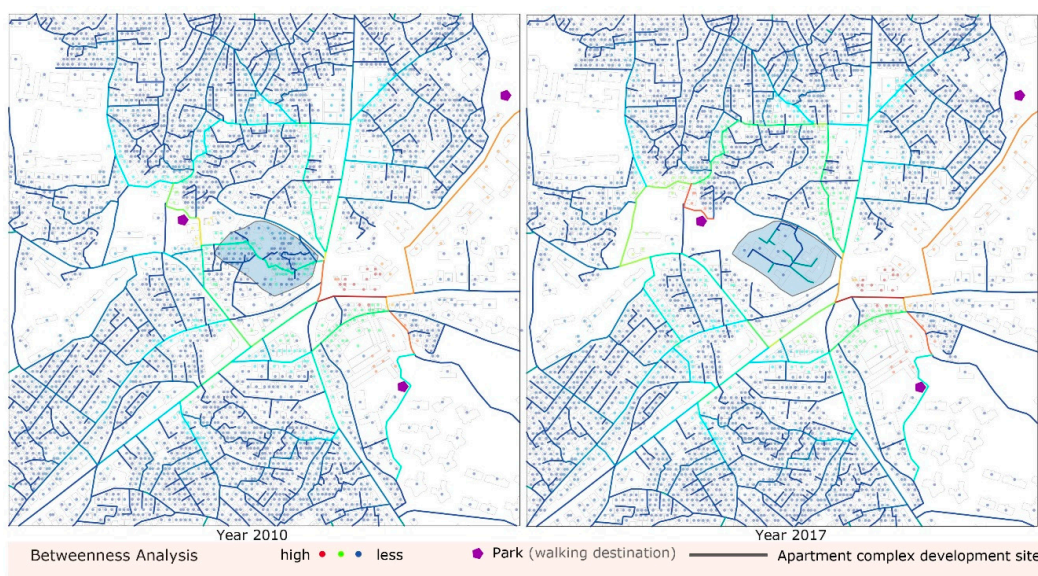 Year 2010
Year 2017
Betweenness Analysis high less Park (walking destination) Apartment complex development site